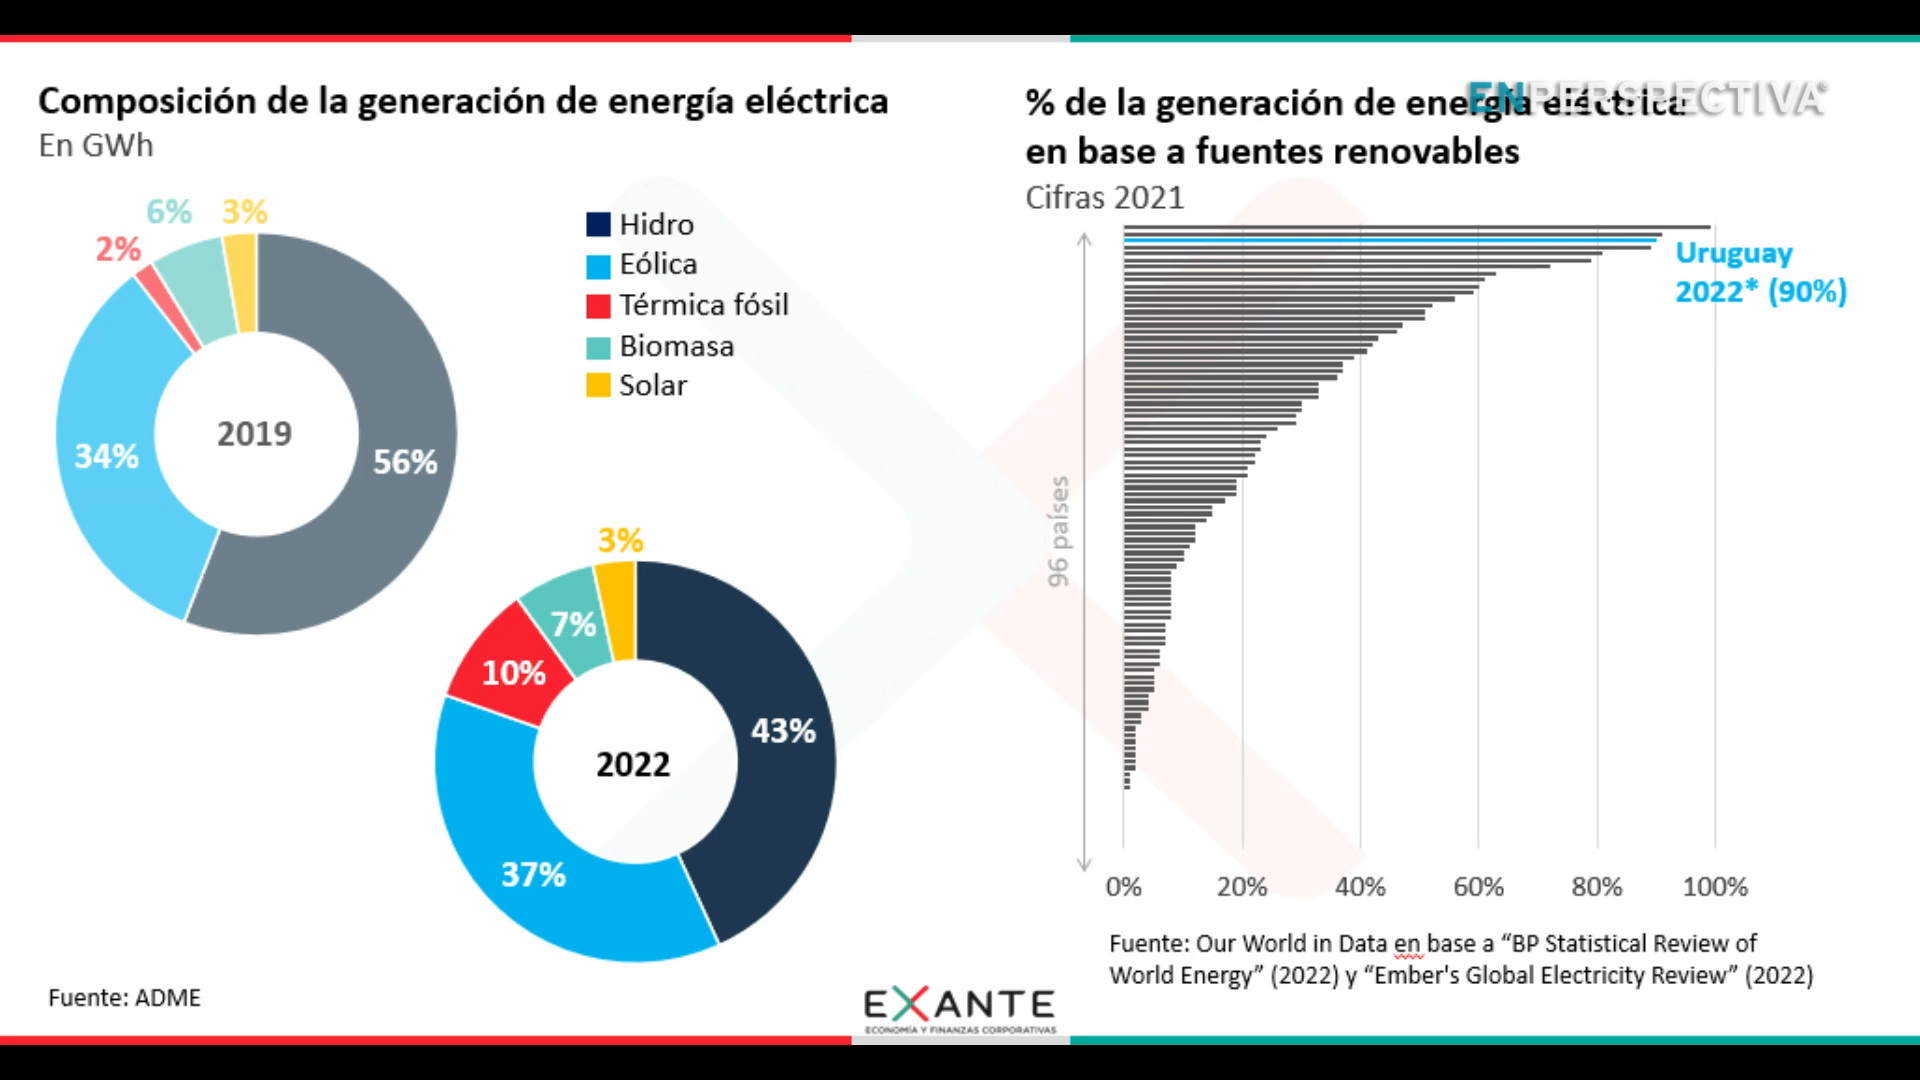 Composición de la generación de energía eléctrica
En GWh
6%
3%
2%
34%
56%
2019
Hidro
Eólica
Térmica fósil
Biomasa
Solar
3%
7%
10%
43%
37%
2022
Fuente: ADME
ENPERSPECTIVA
% de la generación de energía eléctrica
en base a fuentes renovables
Cifras 2021
Uruguay
2022* (90%)
96 países
0%
20%
40%
60%
80%
100%
Fuente: Our World in Data en base a “BP Statistical Review of
World Energy” (2022) y “Ember's Global Electricity Review” (2022)
EXANTE
ECONOMÍA Y FINANZAS CORPORATIVAS